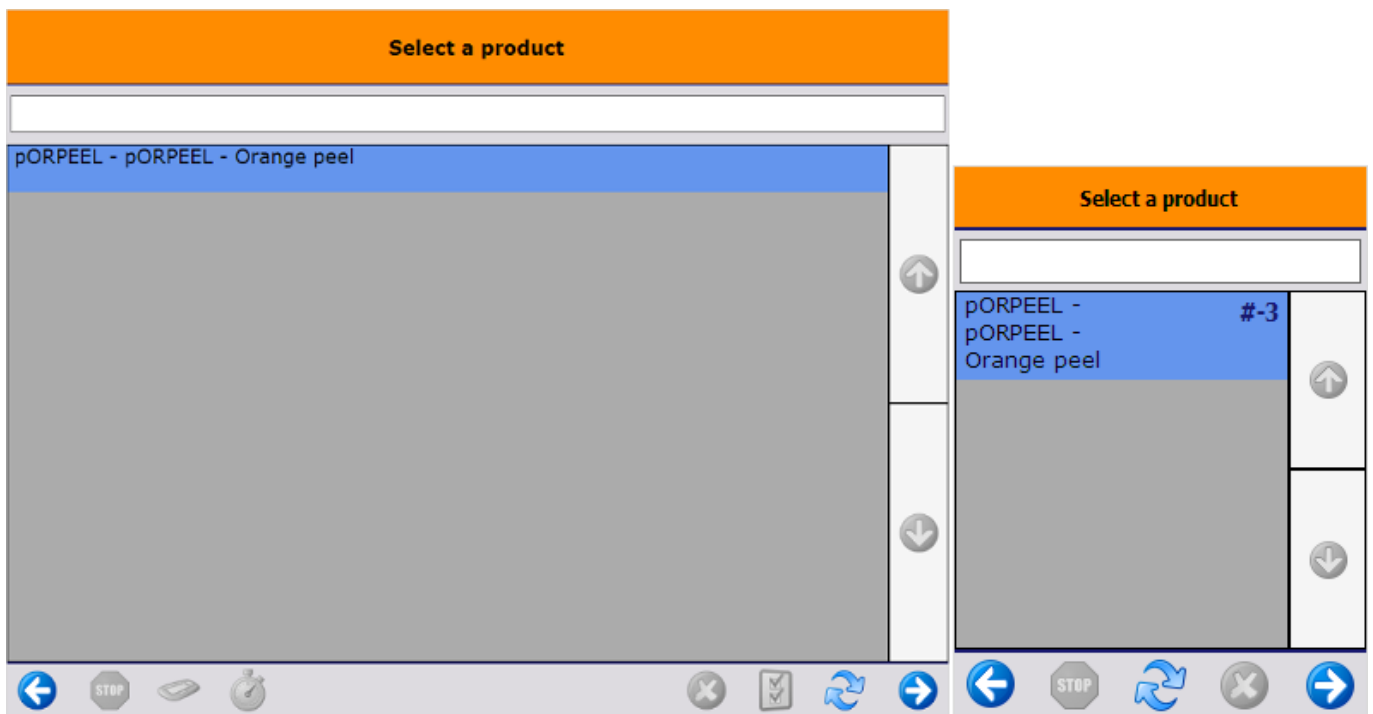 Select a product
pORPEEL - pORPEEL - Orange peel
STOP
Select a product
pORPEEL -
pORPEEL -
Orange peel
#-3
STOP